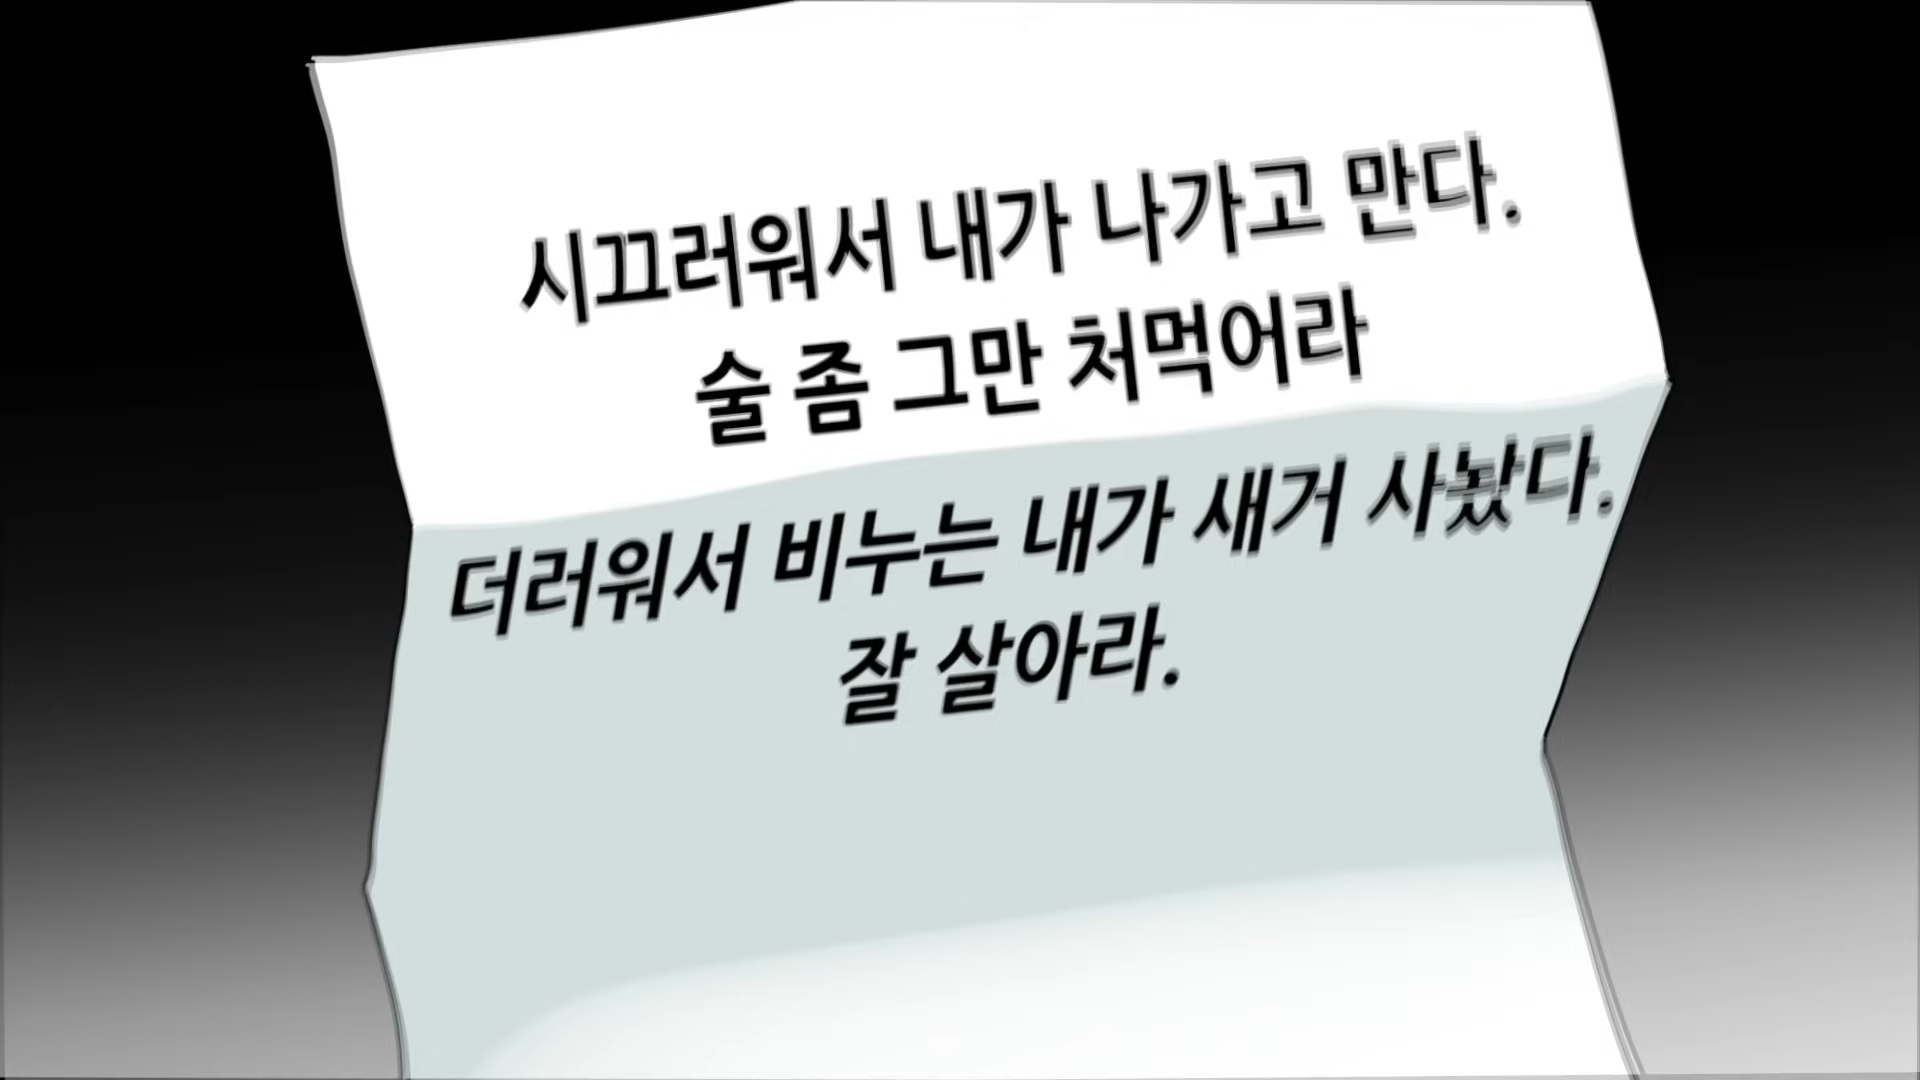 시끄러워서 내가 나가고 만다.
술 좀 그만 처먹어라
더러워서 비누는 내가 새거 사놨다.
잘 살아라.